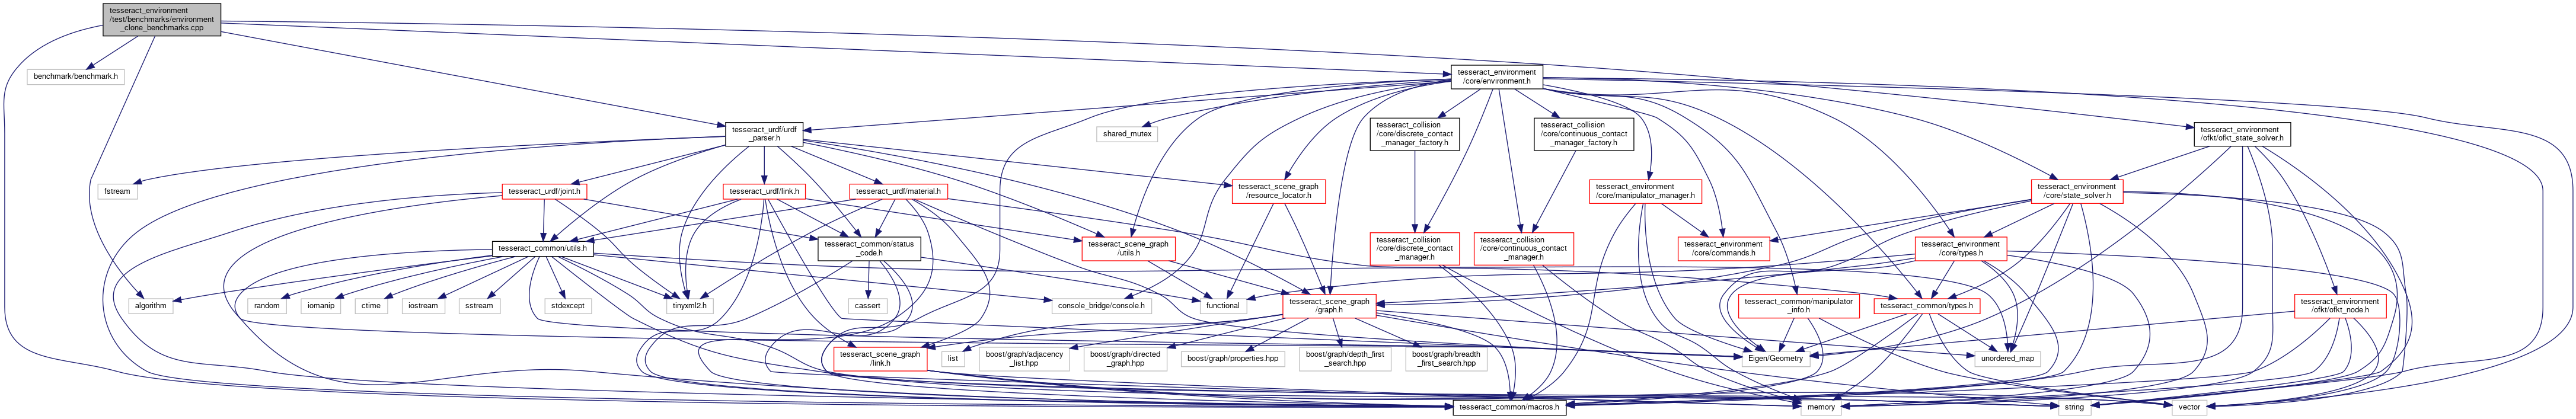 tesseract_environment
/test/benchmarks/environment
_clone_benchmarks.cpp
benchmark/benchmark.h
tesseract_environment
/core/environment.h
tesseract_urdf/urdf
_parser.h
shared_mutex
tesseract_collision
/core/discrete_contact
_manager_factory.h
tesseract_collision
/core/continuous_contact
_manager_factory.h
tesseract_environment
/ofkt/ofkt_state_solver.h
fstream
tesseract_urdf/joint.h
tesseract_urdf/link.h
tesseract_urdf/material.h
tesseract_scene_graph
/resource_locator.h
tesseract_environment
/core/manipulator_manager.h
tesseract_environment
/core/state_solver.h
tesseract_common/utils.h
tesseract_common/status
_code.h
tesseract_scene_graph
/utils.h
tesseract_collision
/core/discrete_contact
_manager.h
tesseract_collision
/core/continuous_contact
_manager.h
tesseract_environment
/core/commands.h
tesseract_environment
/core/types.h
algorithm
random
iomanip
ctime
iostream
sstream
stdexcept
tinyxml2.h
cassert
console_bridge/console.h
functional
tesseract_scene_graph
/graph.h
tesseract_common/manipulator
_info.h
tesseract_common/types.h
tesseract_environment
/ofkt/ofkt_node.h
tesseract_scene_graph
/link.h
list
boost/graph/adjacency
_list.hpp
boost/graph/directed
_graph.hpp
boost/graph/properties.hpp
boost/graph/depth_first
_search.hpp
boost/graph/breadth
_first_search.hpp
Eigen/Geometry
unordered_map
tesseract_common/macros.h
memory
string
vector